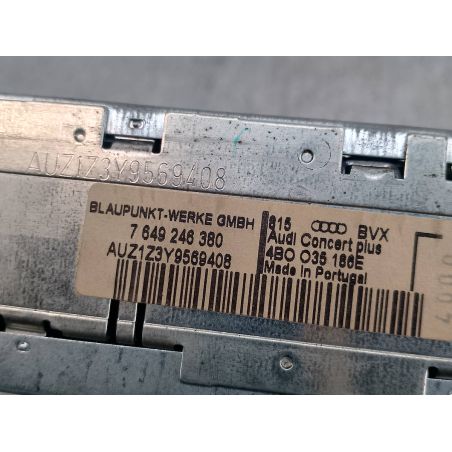 AUZ1Z3Y9569408
BLAUPUNKT-WERKE GMBH
7 649 246 380
AUZ1Z3Y9569408
815 BVX
Audi Concert plus
4B0 035 186E
Made in Portugal